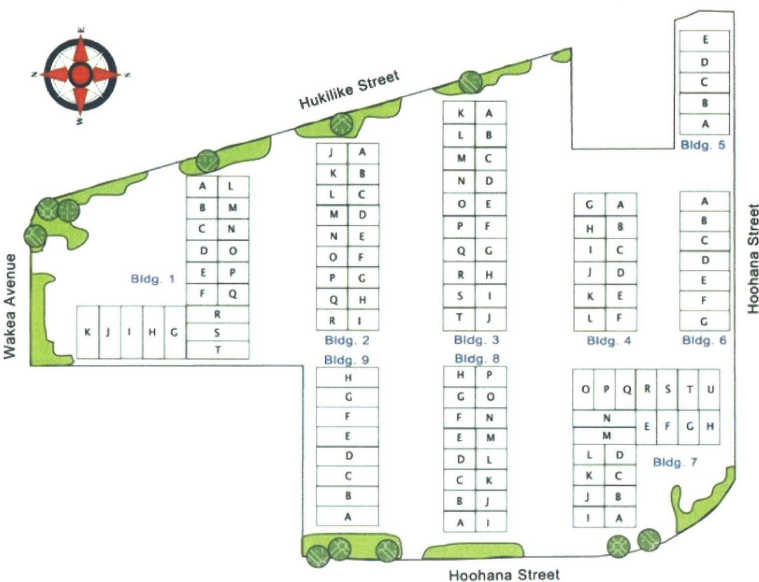 E
N S
W
Hukilike Street
Wakea Avenue
Hoohana Street
Hoohana Street
A L
B M
C N
D O
E P
F Q
R
S
T
K J I H G
Bldg. 1
J A
K B
L C
M D
N E
O F
P G
Q H
R I
Bldg. 2
K A
L B
M C
N D
O E
P F
Q G
R H
S I
T J
Bldg. 3
G A
H B
I C
J D
K E
L F
Bldg. 4
E
D
C
B
A
Bldg. 5
A
B
C
D
E
F
G
Bldg. 6
Bldg. 9
H
G
F
E
D
C
B
A
Bldg. 8
H P
G O
F N
E M
D L
C K
B J
A I
O P Q R S T U
N
M
E F G H
L D
K C
J B
I A
Bldg. 7